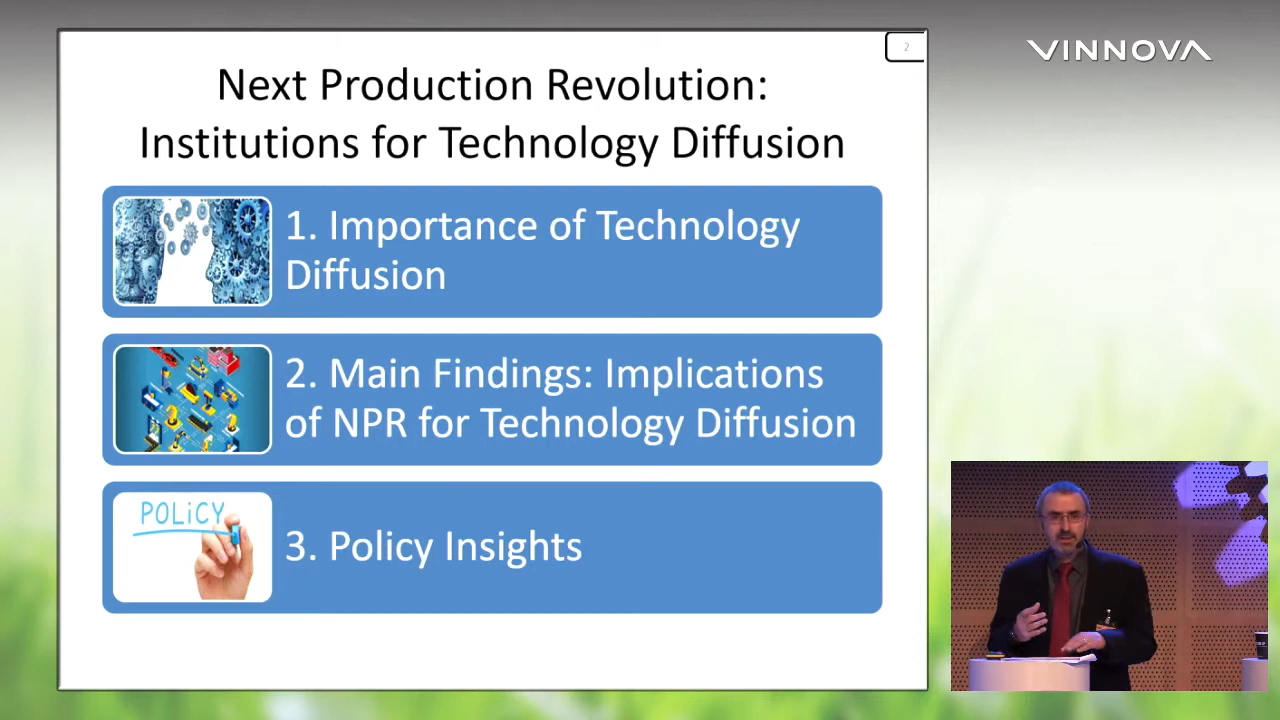 2
VINNOVA
Next Production Revolution:
Institutions for Technology Diffusion
1. Importance of Technology
Diffusion
2. Main Findings: Implications
of NPR for Technology Diffusion
POLiCY
3. Policy Insights